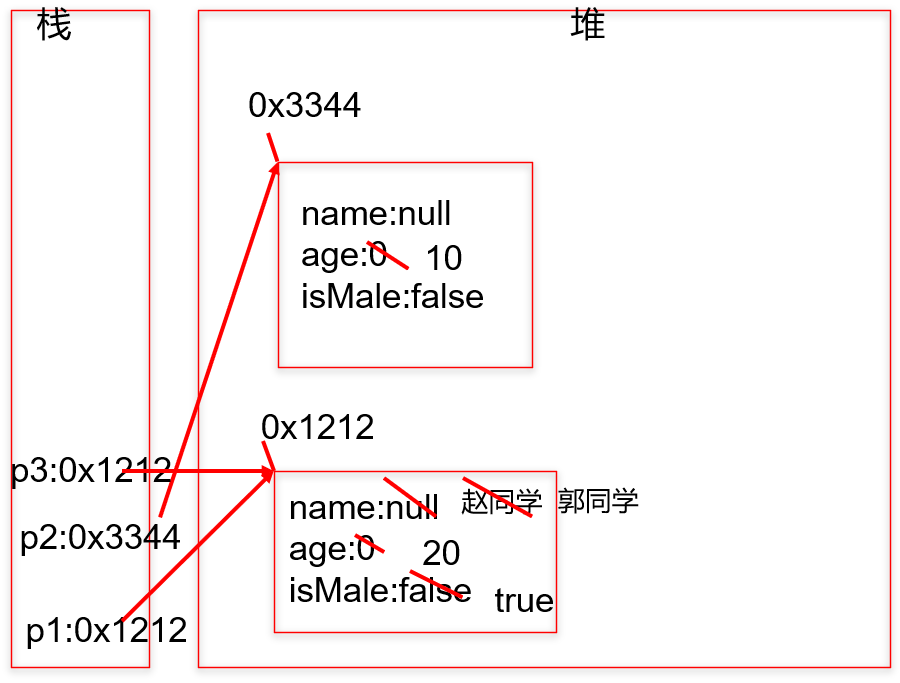 栈
堆
0x3344
name:null
age:0 10
isMale:false
0x1212
p3:0x1212
name:null 赵同学 郭同学
p2:0x3344
age:0 20
isMale:false true
p1:0x1212